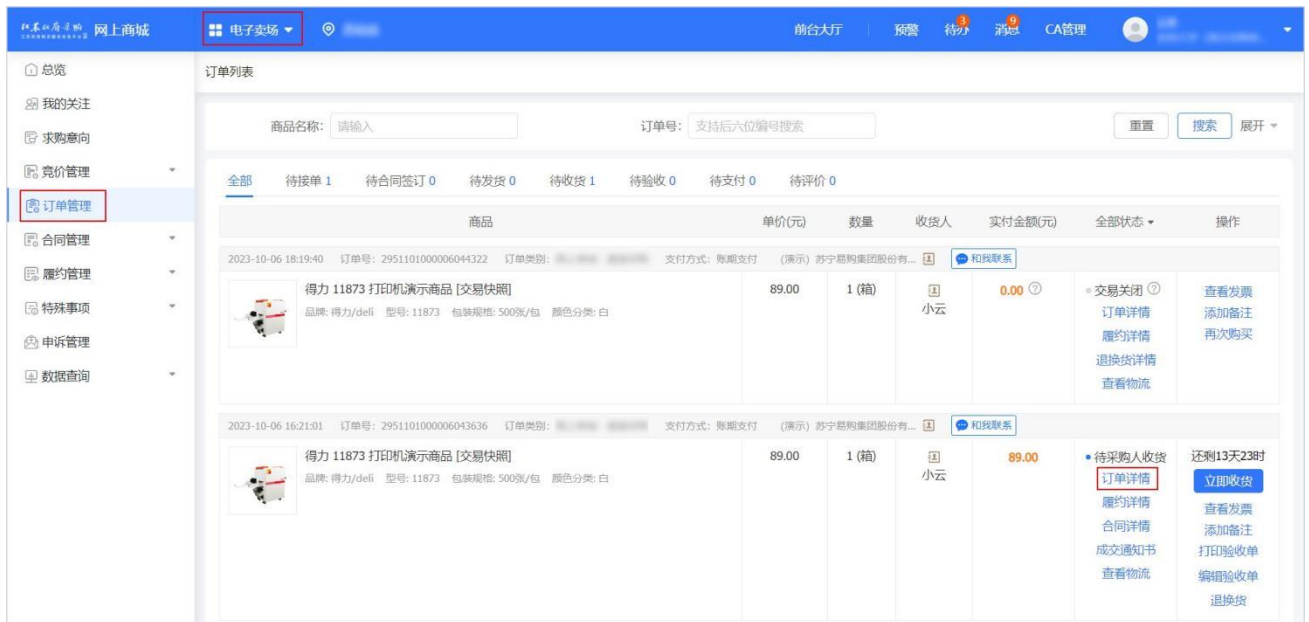 网上商城 电子卖场 前台大厅 预警 待办 3 消息 9 CA管理
总览
我的关注
求购意向
竞价管理
订单管理
合同管理
履约管理
特殊事项
申诉管理
数据查询
订单列表
商品名称: 请输入 订单号: 支持后六位编号搜索 重置 搜索 展开
全部 待接单 1 待合同签订 0 待发货 0 待收货 1 待验收 0 待支付 0 待评价 0
商品 单价(元) 数量 收货人 实付金额(元) 全部状态 操作
2023-10-06 18:19:40 订单号: 2951101000006044322 订单类别: 支付方式: 账期支付 (演示) 苏宁易购集团股份有... 和我联系
得力 11873 打印机演示商品 [交易快照] 89.00 1 (箱) 小云 0.00 交易关闭
品牌: 得力/deli 型号: 11873 包装规格: 500张/包 颜色分类: 白
订单详情
履约详情
退换货详情
查看物流
查看发票
添加备注
再次购买
2023-10-06 16:21:01 订单号: 2951101000006043636 订单类别: 支付方式: 账期支付 (演示) 苏宁易购集团股份有... 和我联系
得力 11873 打印机演示商品 [交易快照] 89.00 1 (箱) 小云 89.00 待采购人收货
品牌: 得力/deli 型号: 11873 包装规格: 500张/包 颜色分类: 白
订单详情
履约详情
合同详情
成交通知书
查看物流
还剩13天23时
立即收货
查看发票
添加备注
打印验收单
编辑验收单
退换货